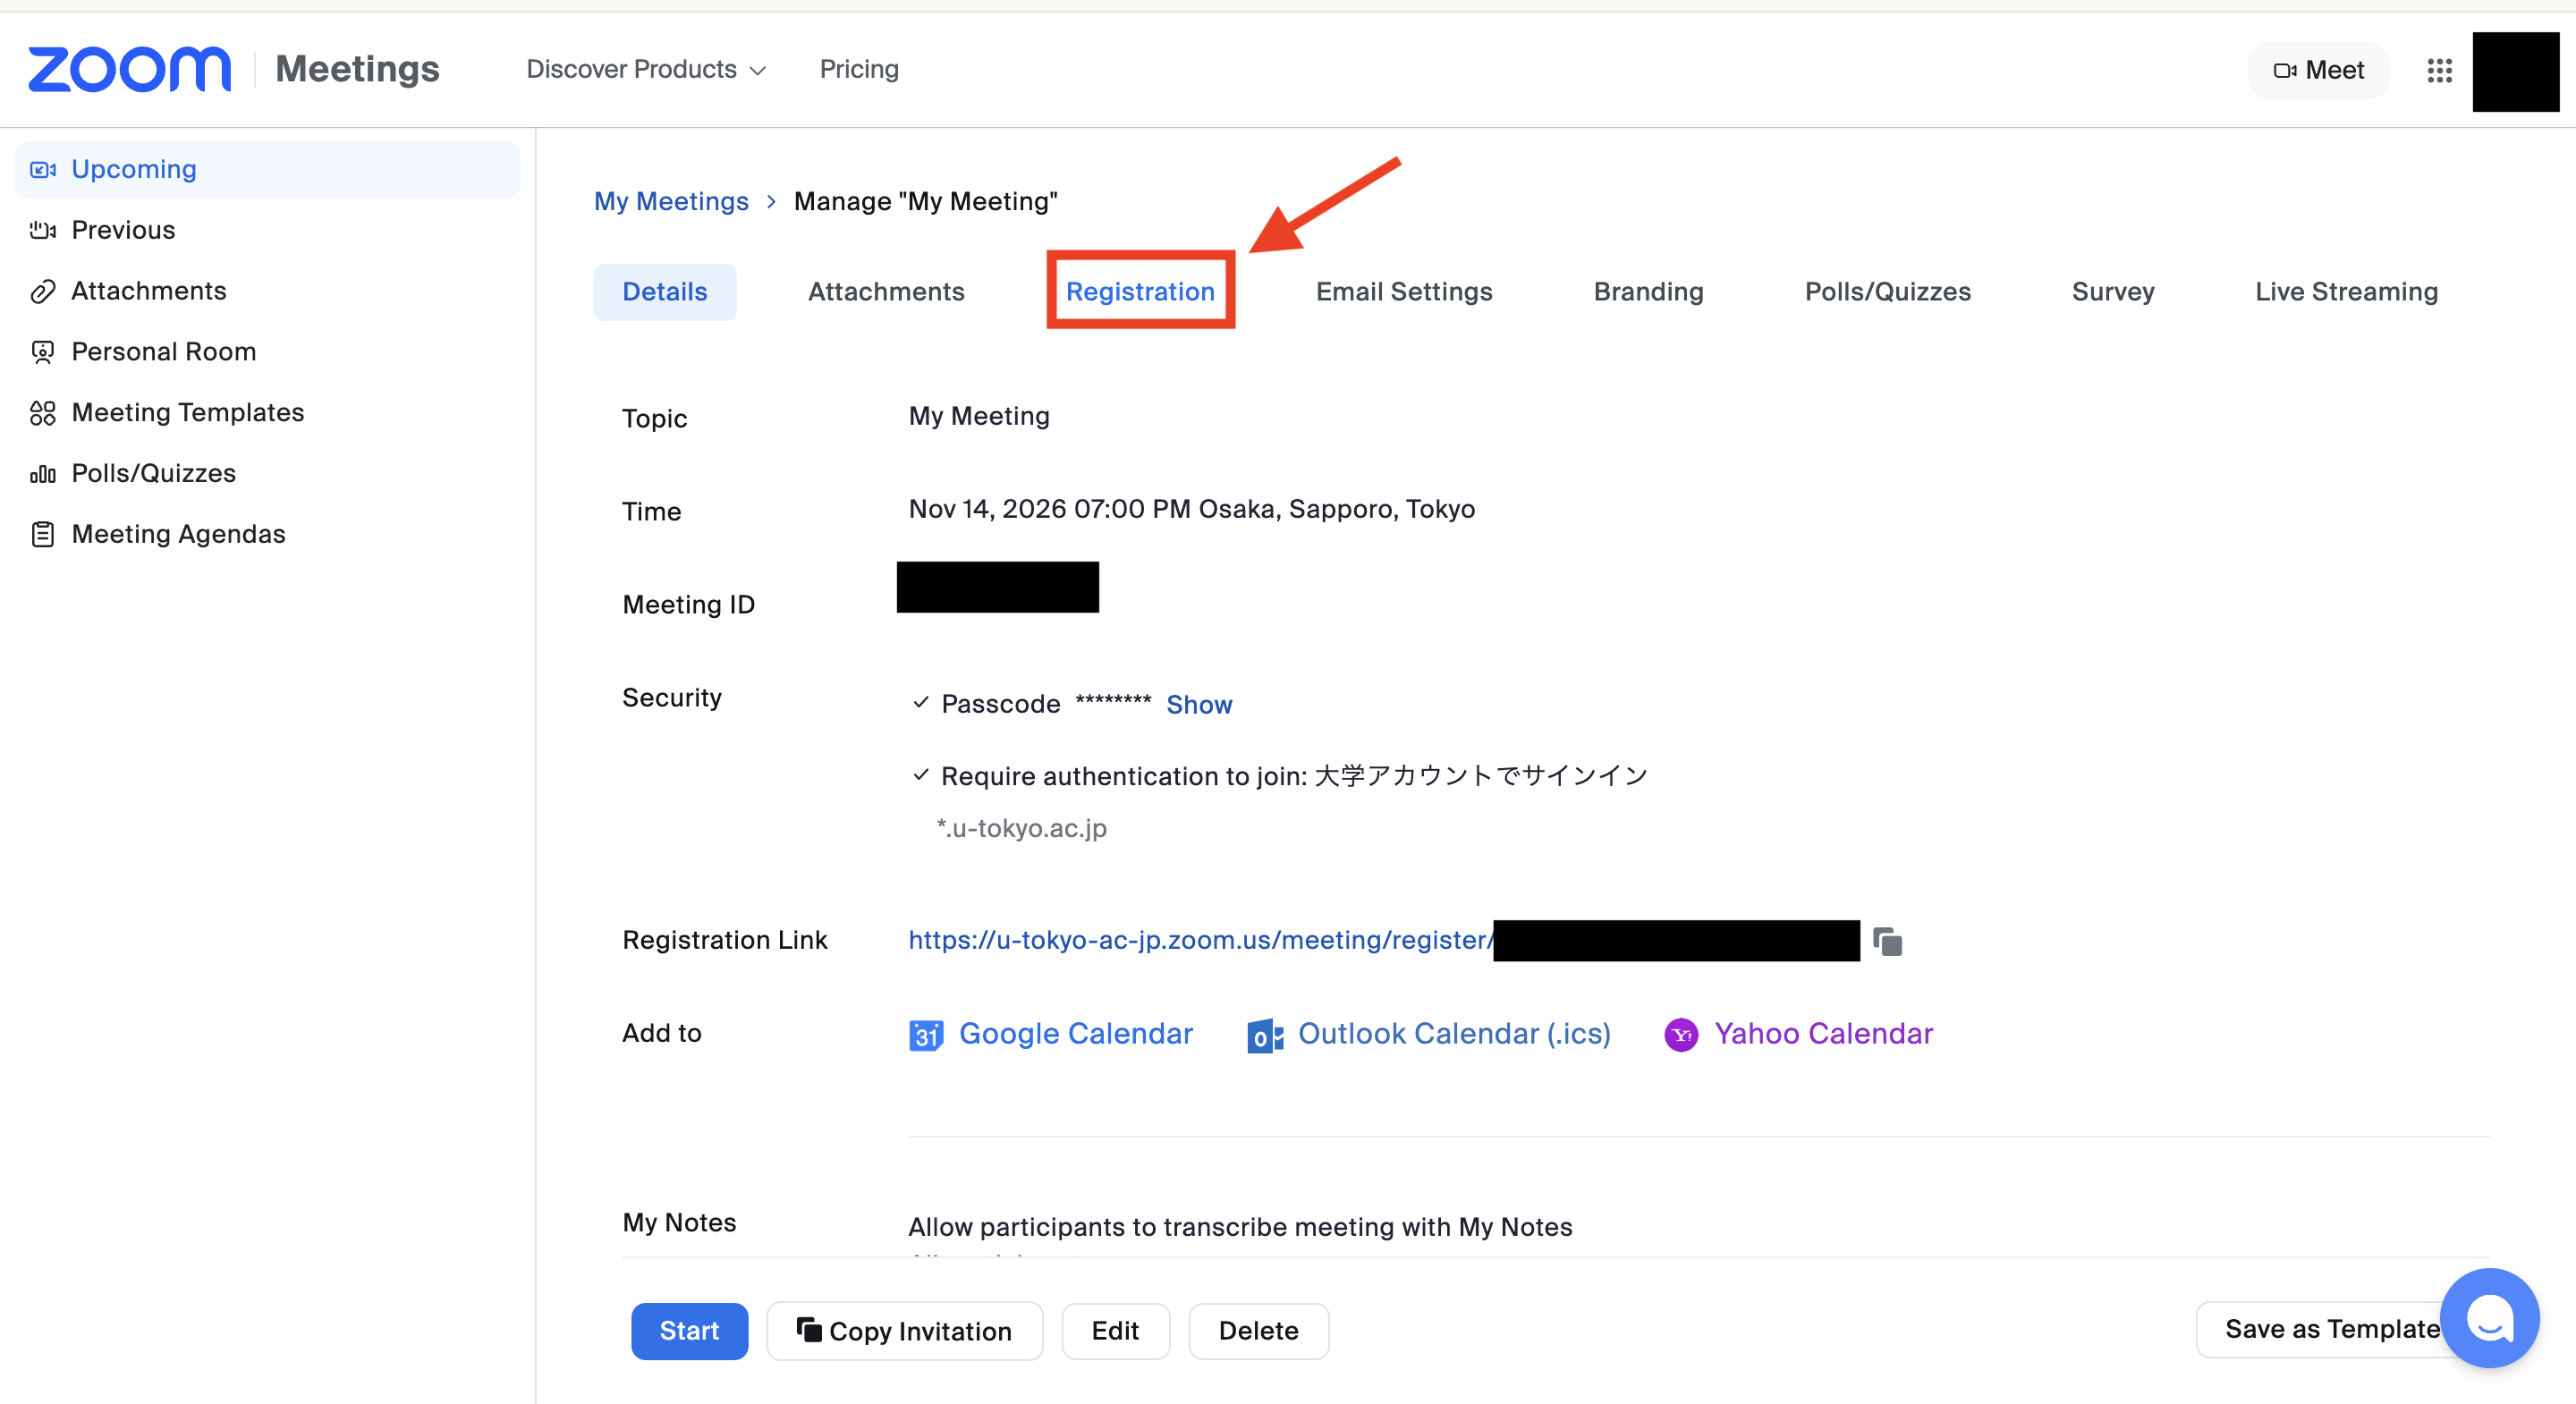 zoom Meetings Discover Products Pricing Meet
Upcoming
Previous
Attachments
Personal Room
Meeting Templates
Polls/Quizzes
Meeting Agendas
My Meetings > Manage "My Meeting"
Details Attachments Registration Email Settings Branding Polls/Quizzes Survey Live Streaming
Topic My Meeting
Time Nov 14, 2026 07:00 PM Osaka, Sapporo, Tokyo
Meeting ID
Security ✓ Passcode ******** Show
✓ Require authentication to join: 大学アカウントでサインイン
*.u-tokyo.ac.jp
Registration Link https://u-tokyo-ac-jp.zoom.us/meeting/register/
Add to 31 Google Calendar Outlook Calendar (.ics) Y! Yahoo Calendar
My Notes Allow participants to transcribe meeting with My Notes
Start Copy Invitation Edit Delete Save as Template